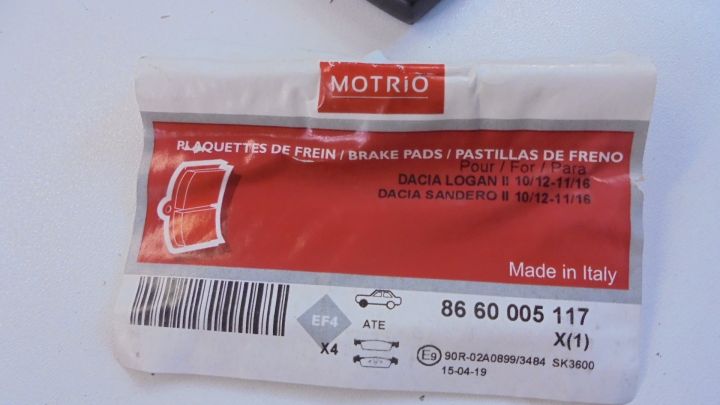 MOTRIO
PLAQUETTES DE FREIN / BRAKE PADS / PASTILLAS DE FRENO
Pour / For / Para
DACIA LOGAN II 10/12-11/16
DACIA SANDERO II 10/12-11/16
Made in Italy
EF4
ATE
86 60 005 117
X(1)
X4
E9 90R-02A0899/3484 SK3600
15-04-19